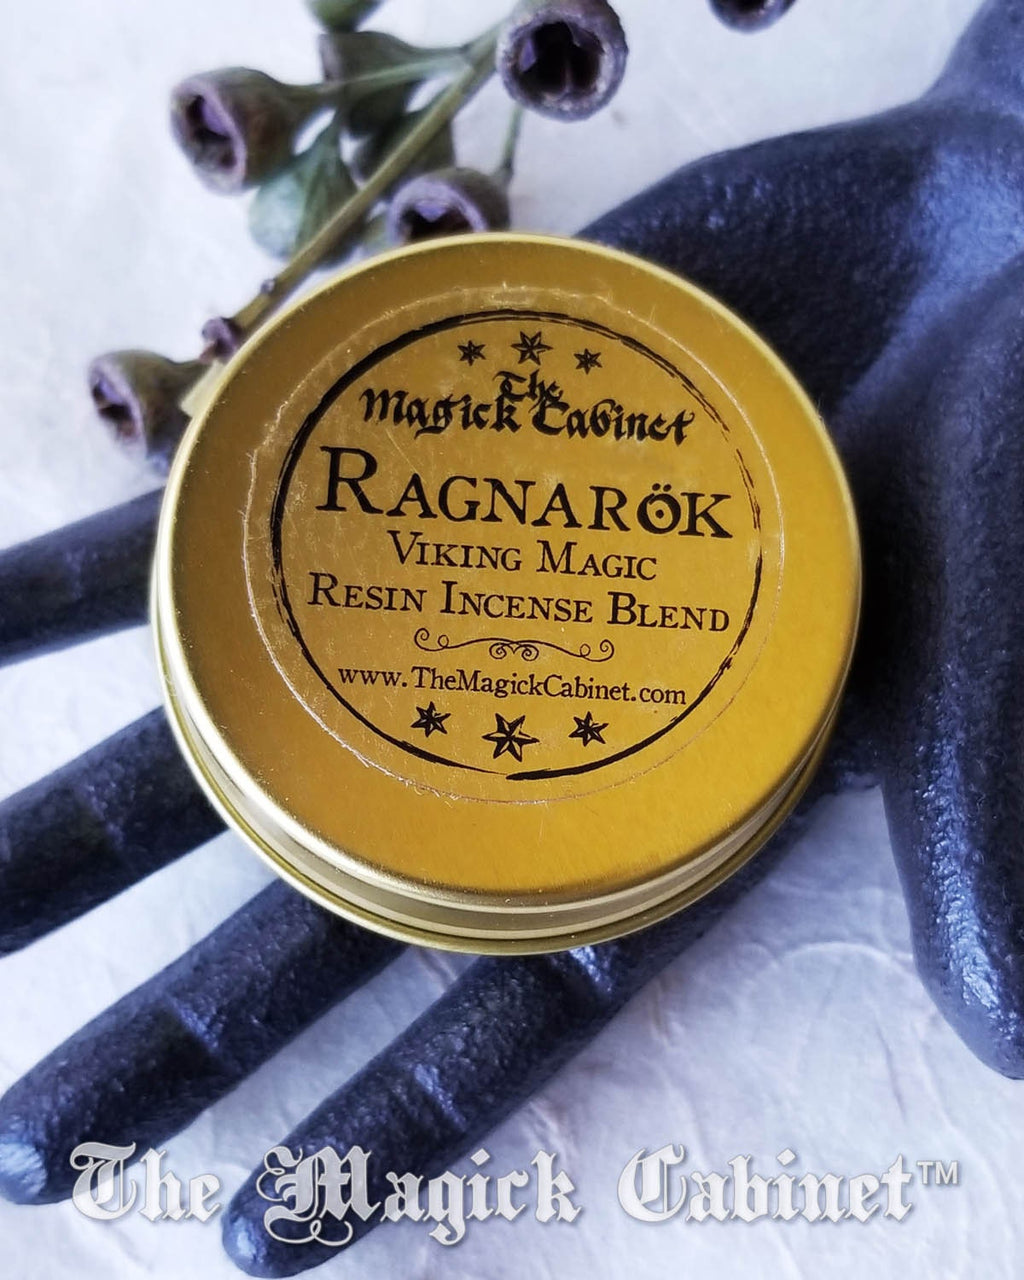 The
Magick Cabinet
RAGNARÖK
VIKING MAGIC
RESIN INCENSE BLEND
www.TheMagickCabinet.com
The Magick Cabinet™